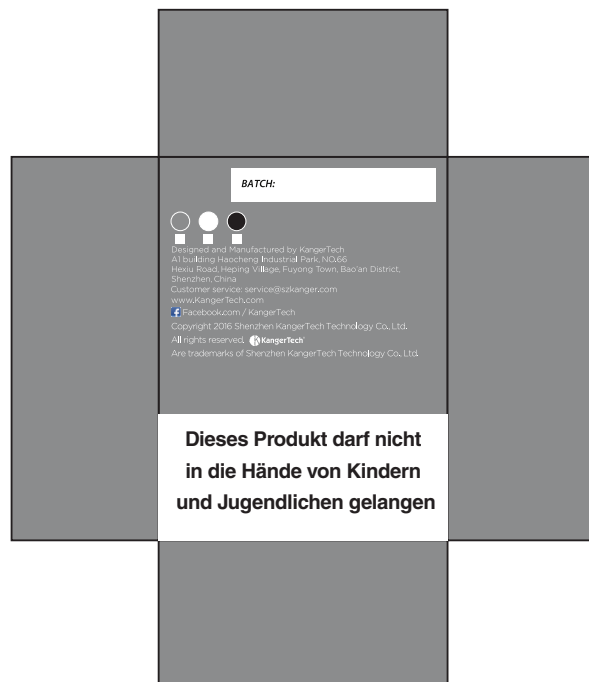 BATCH:
Designed and Manufactured by KangerTech
A1 building Haocheng Industrial Park, NO.66
Hexiu Road, Heping Village, Fuyong Town, Bao'an District,
Shenzhen, China
Customer service: service@szkanger.com
www.KangerTech.com
Facebook.com / KangerTech
Copyright 2016 Shenzhen KangerTech Technology Co., Ltd.
All rights reserved. KangerTech
Are trademarks of Shenzhen KangerTech Technology Co., Ltd.
Dieses Produkt darf nicht
in die Hände von Kindern
und Jugendlichen gelangen